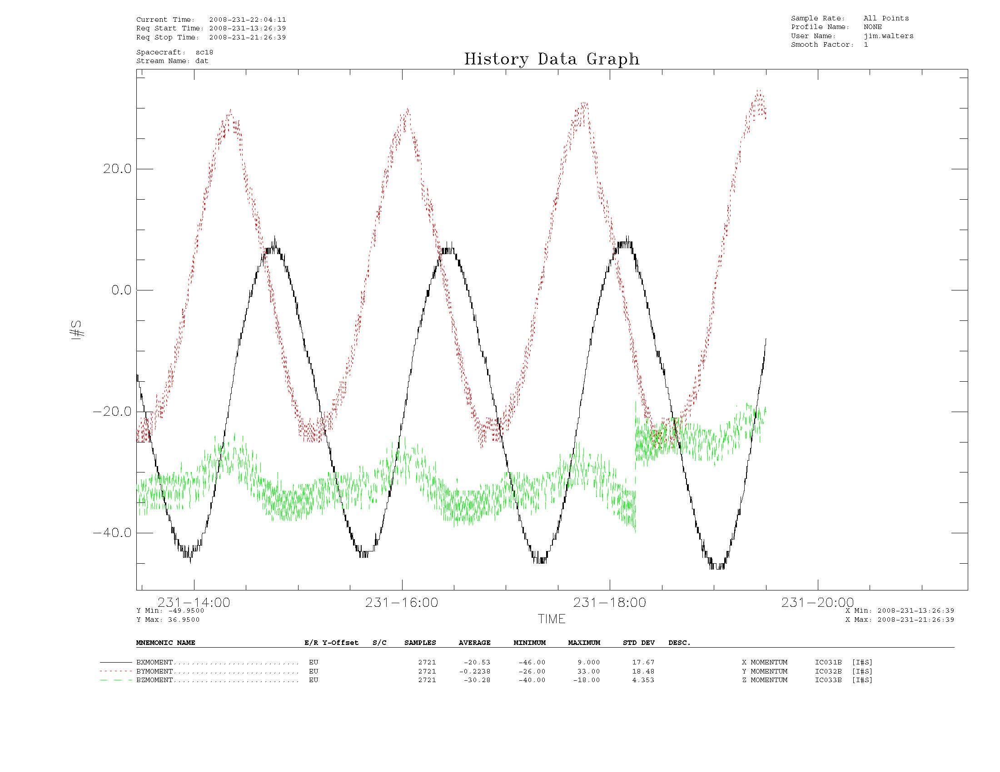 Current Time:   2008-231-22:04:11
Req Start Time: 2008-231-13:26:39
Req Stop Time:  2008-231-21:26:39
Spacecraft:  sc18
Stream Name: dat
Sample Rate:    All Points
Profile Name:   NONE
User Name:      jim.walters
Smooth Factor:  1
History Data Graph
20.0
0.0
-20.0
-40.0
I#S
231-14:00 231-16:00 231-18:00 231-20:00
TIME
Y Min: -49.9500
Y Max: 36.9500
X Min: 2008-231-13:26:39
X Max: 2008-231-21:26:39
MNEMONIC NAME E/R Y-Offset S/C SAMPLES AVERAGE MINIMUM MAXIMUM STD DEV DESC.
BXMOMENT............................ EU 2721 -20.53 -46.00 9.000 17.67 X MOMENTUM IC031B [I#S]
BYMOMENT............................ EU 2721 -0.2238 -26.00 33.00 18.48 Y MOMENTUM IC032B [I#S]
BZMOMENT............................ EU 2721 -30.28 -40.00 -18.00 4.353 Z MOMENTUM IC033B [I#S]